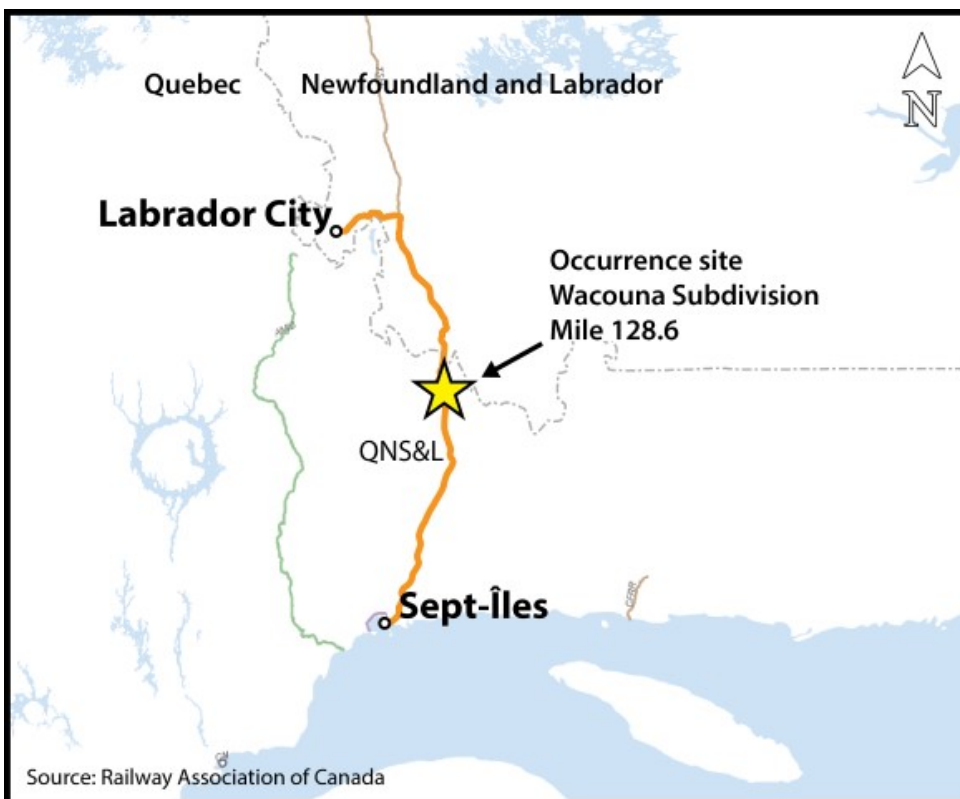 Quebec
Newfoundland and Labrador
N
Labrador City
Occurrence site
Wacouna Subdivision
Mile 128.6
QNS&L
Sept-Îles
Source: Railway Association of Canada